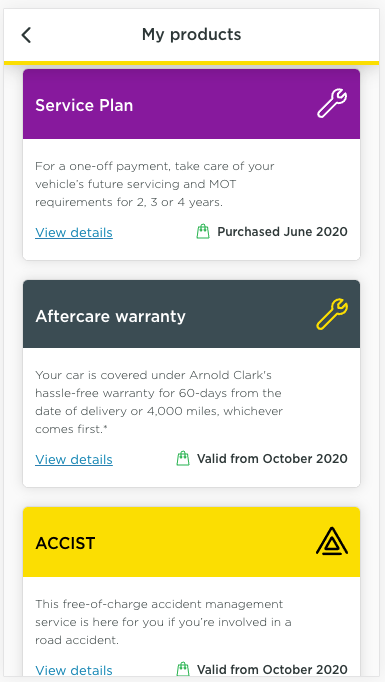 My products
Service Plan
For a one-off payment, take care of your
vehicle's future servicing and MOT
requirements for 2, 3 or 4 years.
View details
Purchased June 2020
Aftercare warranty
Your car is covered under Arnold Clark's
hassle-free warranty for 60-days from the
date of delivery or 4,000 miles, whichever
comes first.*
View details
Valid from October 2020
ACCIST
This free-of-charge accident management
service is here for you if you're involved in a
road accident.
View details
Valid from October 2020